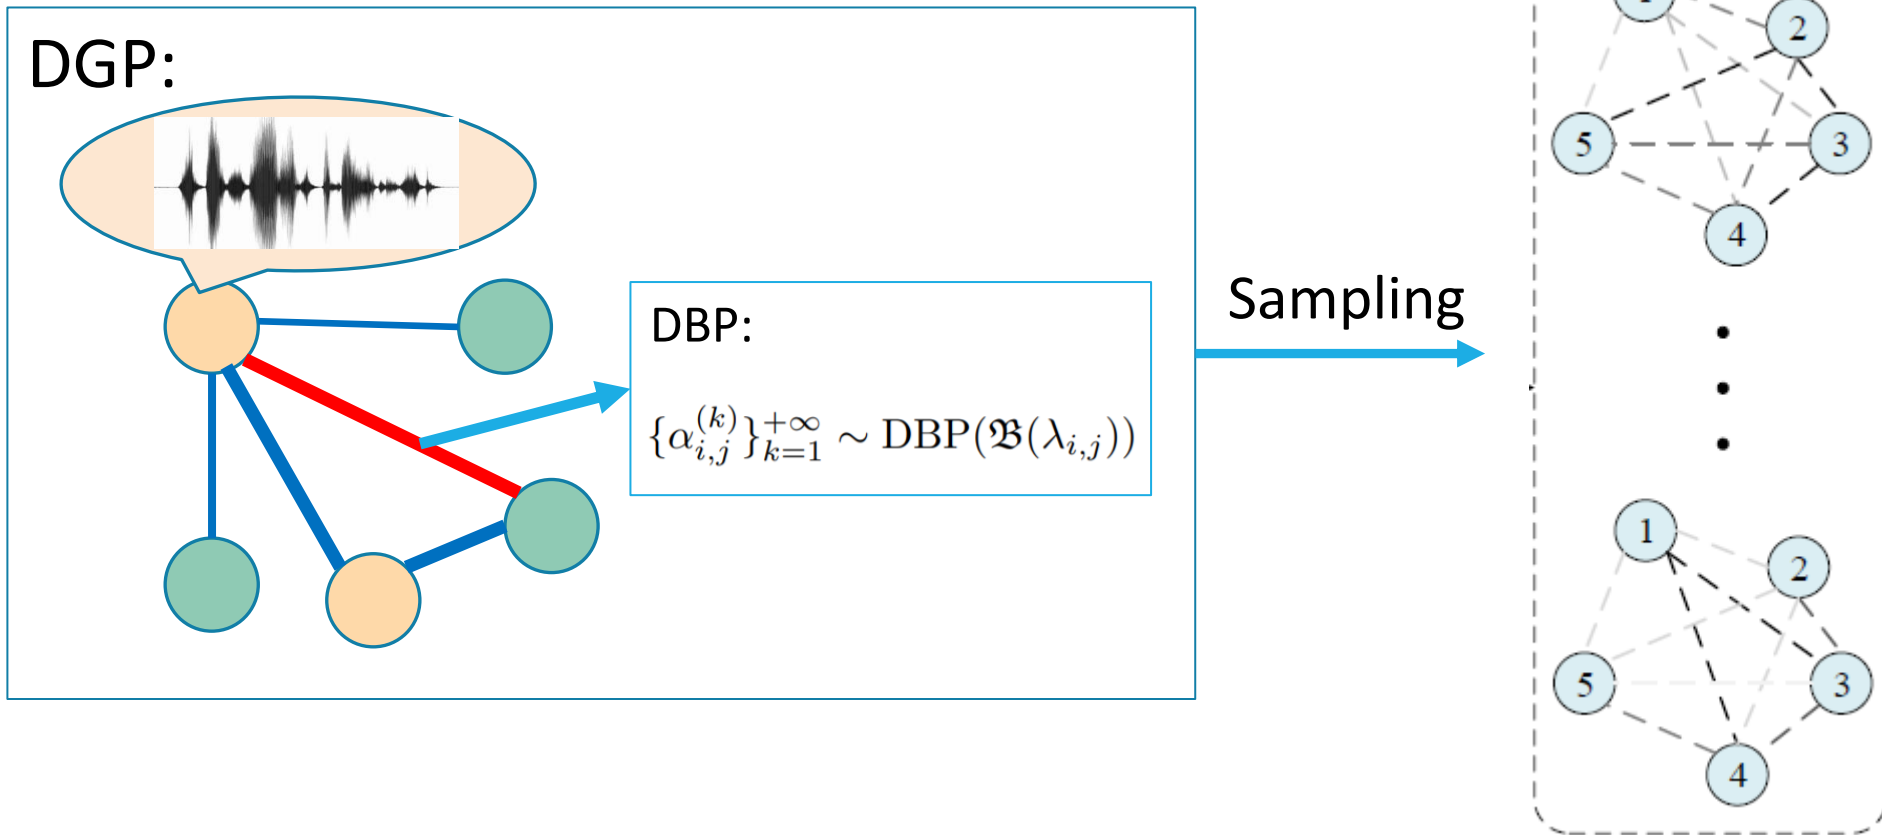 DGP:
DBP:
{α_{i,j}^{(k)}}_{k=1}^{+∞} ∼ DBP(𝔅(λ_{i,j}))
Sampling
2
5
3
4
1
2
5
3
4